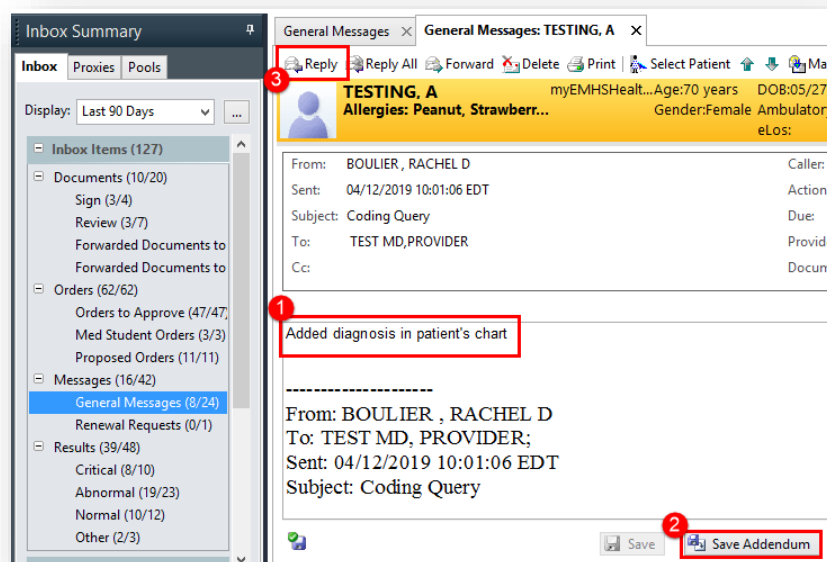 Inbox Summary
Inbox Proxies Pools
Display: Last 90 Days ...
Inbox Items (127)
Documents (10/20)
Sign (3/4)
Review (3/7)
Forwarded Documents to
Forwarded Documents to
Orders (62/62)
Orders to Approve (47/47)
Med Student Orders (3/3)
Proposed Orders (11/11)
Messages (16/42)
General Messages (8/24)
Renewal Requests (0/1)
Results (39/48)
Critical (8/10)
Abnormal (19/23)
Normal (10/12)
Other (2/3)
General Messages × General Messages: TESTING, A ×
Reply Reply All Forward Delete Print Select Patient Ma
3
TESTING, A myEMHSHealt... Age:70 years DOB:05/27
Allergies: Peanut, Strawberr... Gender:Female Ambulatory
eLos:
From: BOULIER , RACHEL D Caller:
Sent: 04/12/2019 10:01:06 EDT Action
Subject: Coding Query Due:
To: TEST MD,PROVIDER Provid
Cc: Docum
1
Added diagnosis in patient's chart
---------------------
From: BOULIER , RACHEL D
To: TEST MD, PROVIDER;
Sent: 04/12/2019 10:01:06 EDT
Subject: Coding Query
2
Save Save Addendum